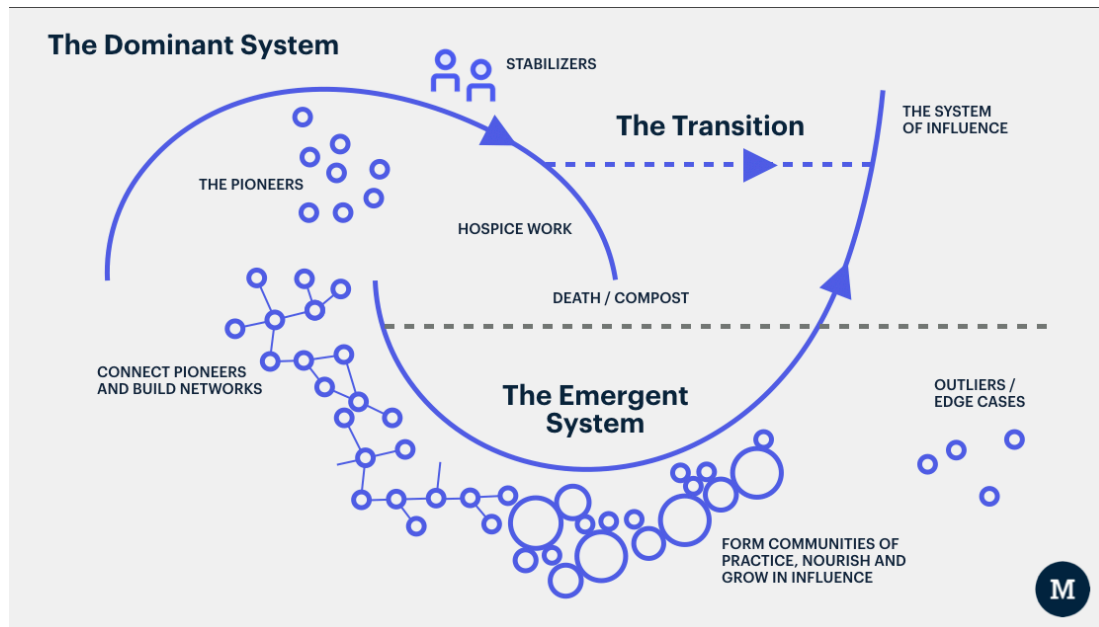 The Dominant System
STABILIZERS
The Transition
THE SYSTEM
OF INFLUENCE
THE PIONEERS
HOSPICE WORK
DEATH / COMPOST
CONNECT PIONEERS
AND BUILD NETWORKS
The Emergent
System
OUTLIERS /
EDGE CASES
FORM COMMUNITIES OF
PRACTICE, NOURISH AND
GROW IN INFLUENCE
M